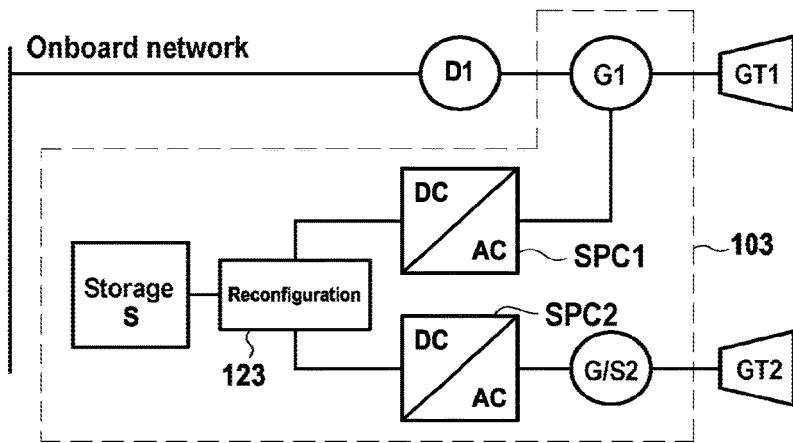 Onboard network
D1
G1
GT1
DC
AC
SPC1
103
Storage
S
Reconfiguration
123
SPC2
DC
AC
G/S2
GT2